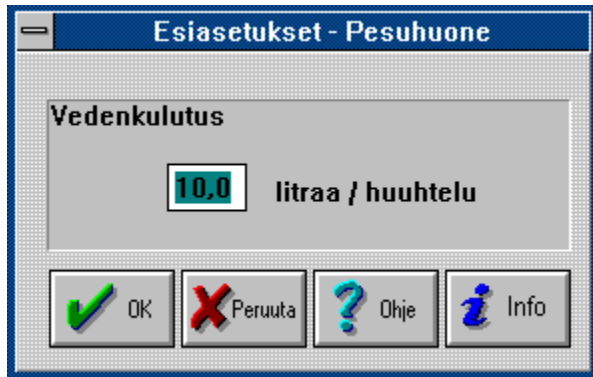 Esiasetukset - Pesuhuone
Vedenkulutus
10,0 litraa / huuhtelu
OK Peruuta Ohje Info